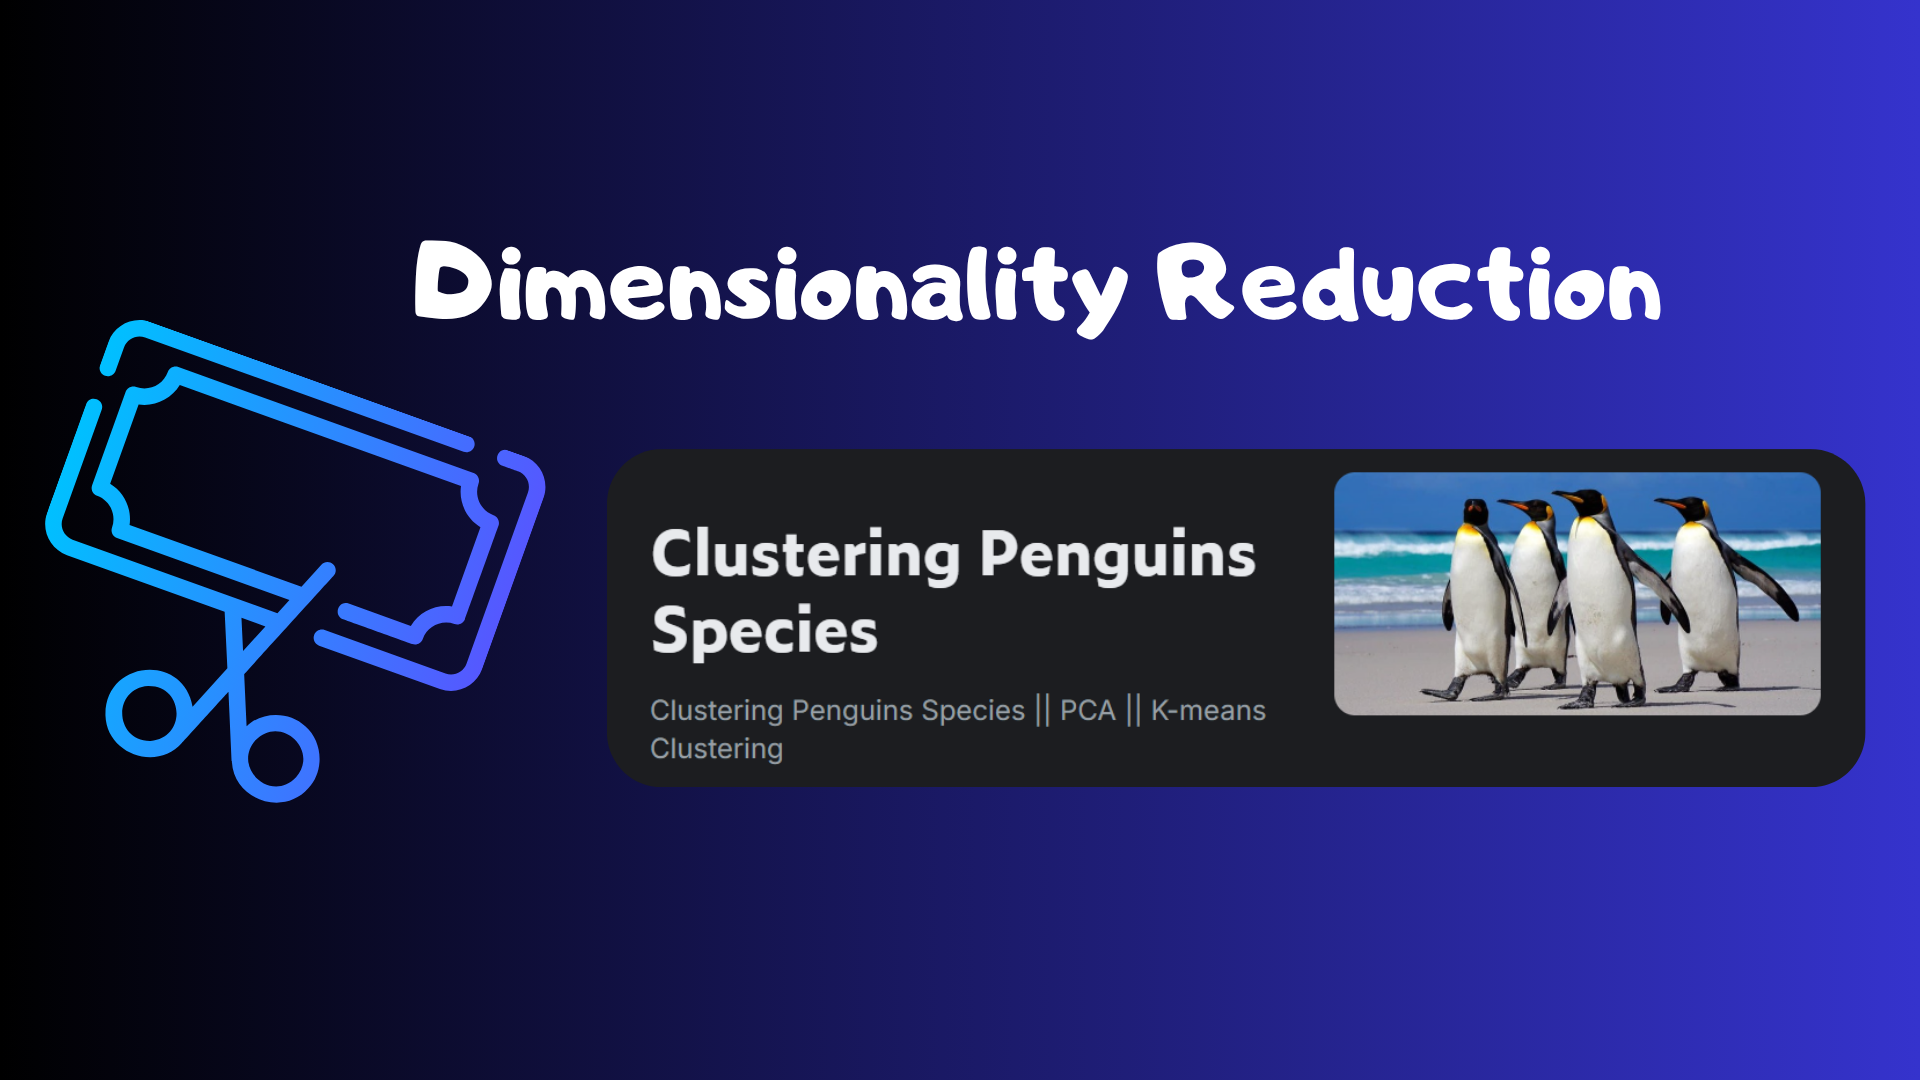 Dimensionality Reduction
Clustering Penguins
Species
Clustering Penguins Species || PCA || K-means
Clustering